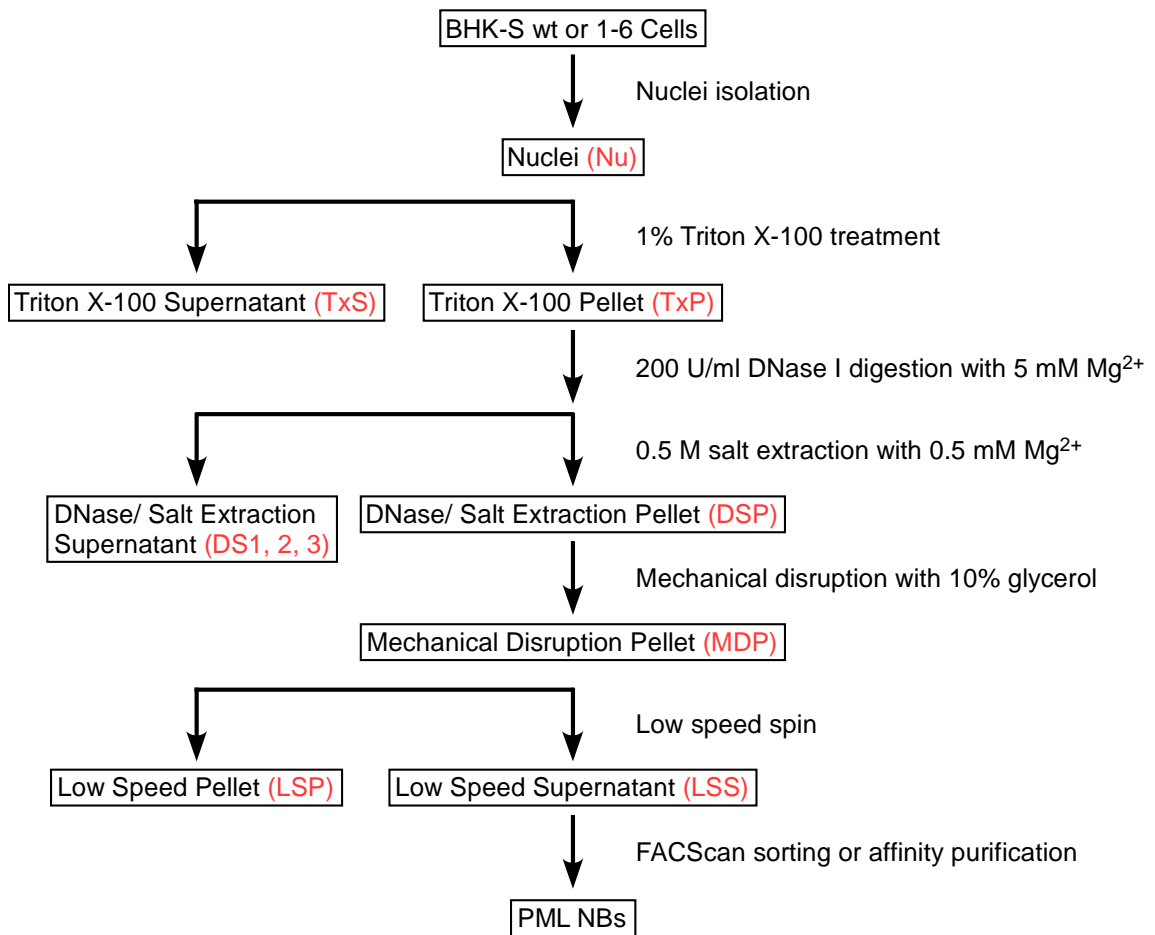 BHK-S wt or 1-6 Cells
Nuclei isolation
Nuclei (Nu)
1% Triton X-100 treatment
Triton X-100 Supernatant (TxS)
Triton X-100 Pellet (TxP)
200 U/ml DNase I digestion with 5 mM Mg²⁺
0.5 M salt extraction with 0.5 mM Mg²⁺
DNase/ Salt Extraction
Supernatant (DS1, 2, 3)
DNase/ Salt Extraction Pellet (DSP)
Mechanical disruption with 10% glycerol
Mechanical Disruption Pellet (MDP)
Low speed spin
Low Speed Pellet (LSP)
Low Speed Supernatant (LSS)
FACScan sorting or affinity purification
PML NBs